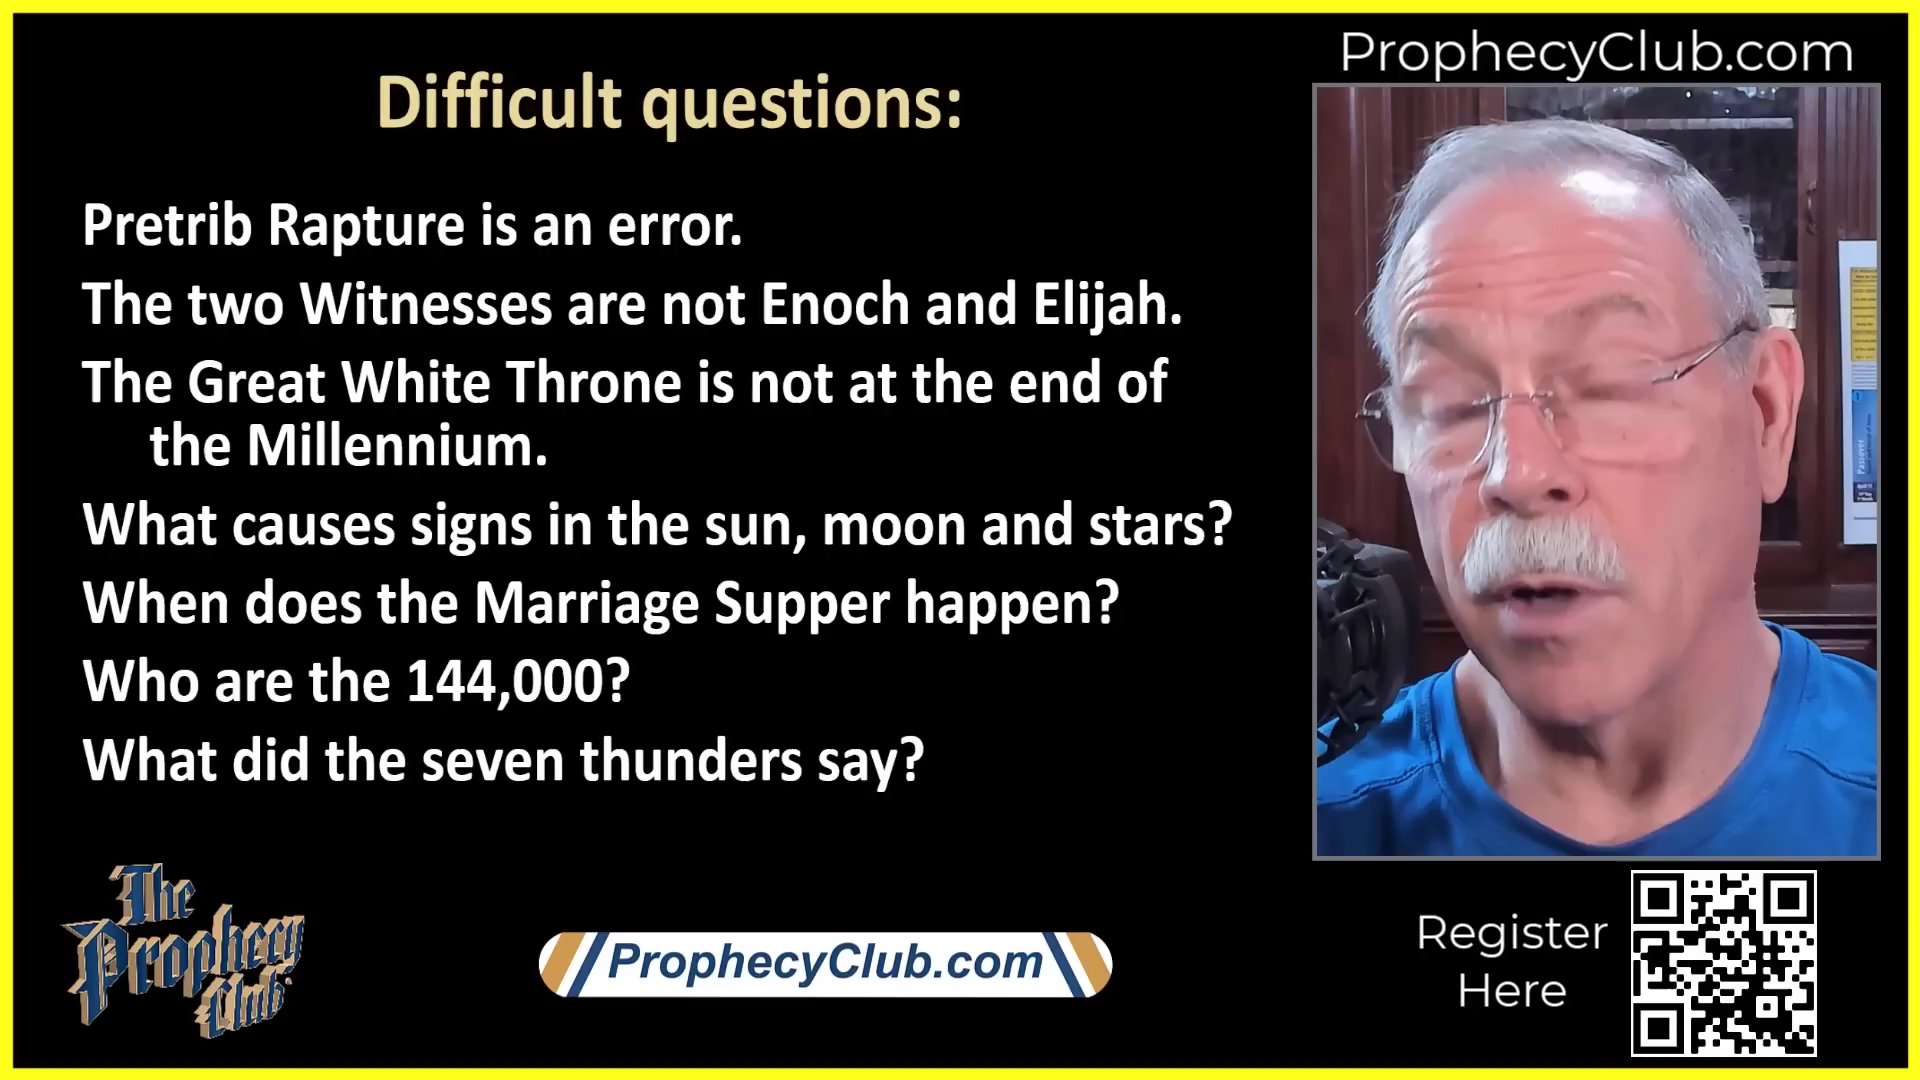 ProphecyClub.com
Difficult questions:
Pretrib Rapture is an error.
The two Witnesses are not Enoch and Elijah.
The Great White Throne is not at the end of
the Millennium.
What causes signs in the sun, moon and stars?
When does the Marriage Supper happen?
Who are the 144,000?
What did the seven thunders say?
Passover
The
Prophecy
Club
ProphecyClub.com
Register
Here